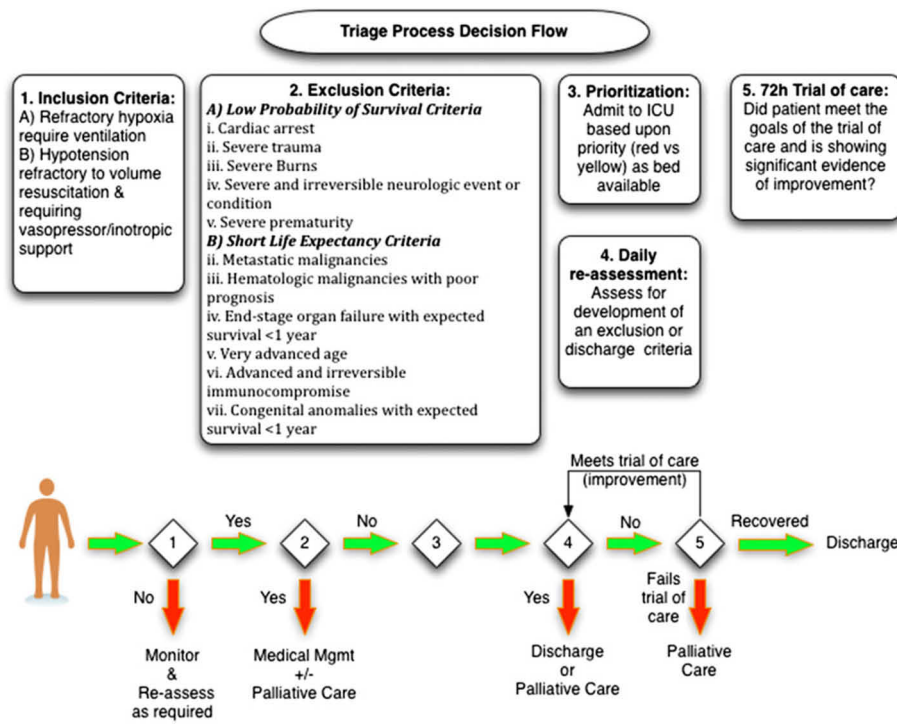 Triage Process Decision Flow
1. Inclusion Criteria:
A) Refractory hypoxia
require ventilation
B) Hypotension
refractory to volume
resuscitation &
requiring
vasopressor/inotropic
support
2. Exclusion Criteria:
A) Low Probability of Survival Criteria
i. Cardiac arrest
ii. Severe trauma
iii. Severe Burns
iv. Severe and irreversible neurologic event or
condition
v. Severe prematurity
B) Short Life Expectancy Criteria
ii. Metastatic malignancies
iii. Hematologic malignancies with poor
prognosis
iv. End-stage organ failure with expected
survival <1 year
v. Very advanced age
vi. Advanced and irreversible
immunocompromise
vii. Congenital anomalies with expected
survival <1 year
3. Prioritization:
Admit to ICU
based upon
priority (red vs
yellow) as bed
available
4. Daily
re-assessment:
Assess for
development of
an exclusion or
discharge criteria
5. 72h Trial of care:
Did patient meet the
goals of the trial of
care and is showing
significant evidence
of improvement?
Meets trial of care
(improvement)
1
Yes
2
No
3
4
No
5
Recovered
Discharge
No
Monitor
&
Re-assess
as required
Yes
Medical Mgmt
+/-
Palliative Care
Yes
Discharge
or
Palliative Care
Fails
trial of
care
Palliative
Care